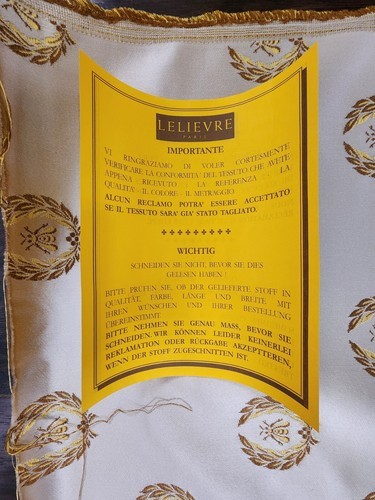 LELIEVRE
PARIS
IMPORTANTE
VI RINGRAZIAMO DI VOLER CORTESMENTE
VERIFICARE LA CONFORMITA' DEL TESSUTO CHE AVETE
APPENA RICEVUTO : LA REFERENZA - LA
QUALITA' - IL COLORE - IL METRAGGIO.
ALCUN RECLAMO POTRA' ESSERE ACCETTATO
SE IL TESSUTO SARA' GIA' STATO TAGLIATO.
WICHTIG
SCHNEIDEN SIE NICHT, BEVOR SIE DIES
GELESEN HABEN :
BITTE PRÜFEN SIE, OB DER GELIEFERTE STOFF IN
QUALITÄT, FARBE, LÄNGE UND BREITE MIT
IHREN WÜNSCHEN UND IHRER BESTELLUNG
ÜBEREINSTIMMT.
BITTE NEHMEN SIE GENAU MASS, BEVOR SIE
SCHNEIDEN. WIR KÖNNEN LEIDER KEINERLEI
REKLAMATION ODER RÜCKGABE AKZEPTTEREN,
WENN DER STOFF ZUGESCHNITTEN IST.